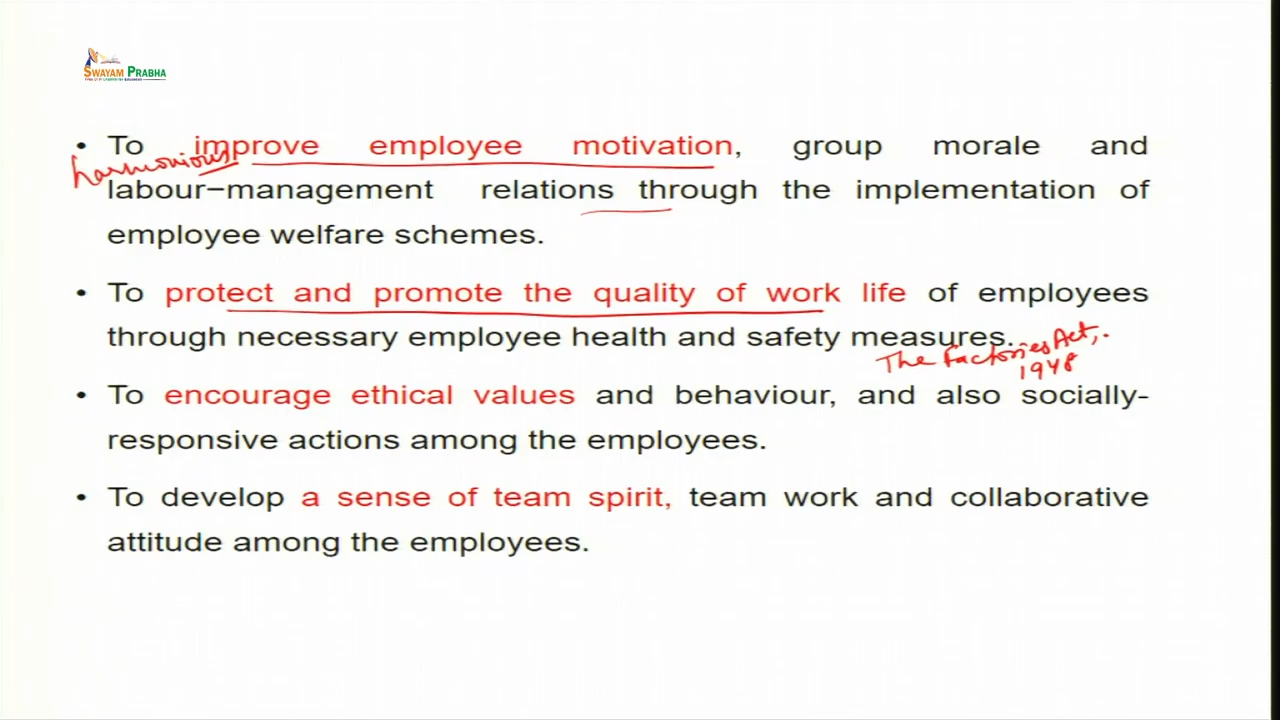 SWAYAM PRABHA
• To improve employee motivation, group morale and
harmonious
labour–management relations through the implementation of
employee welfare schemes.
• To protect and promote the quality of work life of employees
through necessary employee health and safety measures.
The Factories Act,
1948
• To encourage ethical values and behaviour, and also socially-
responsive actions among the employees.
• To develop a sense of team spirit, team work and collaborative
attitude among the employees.